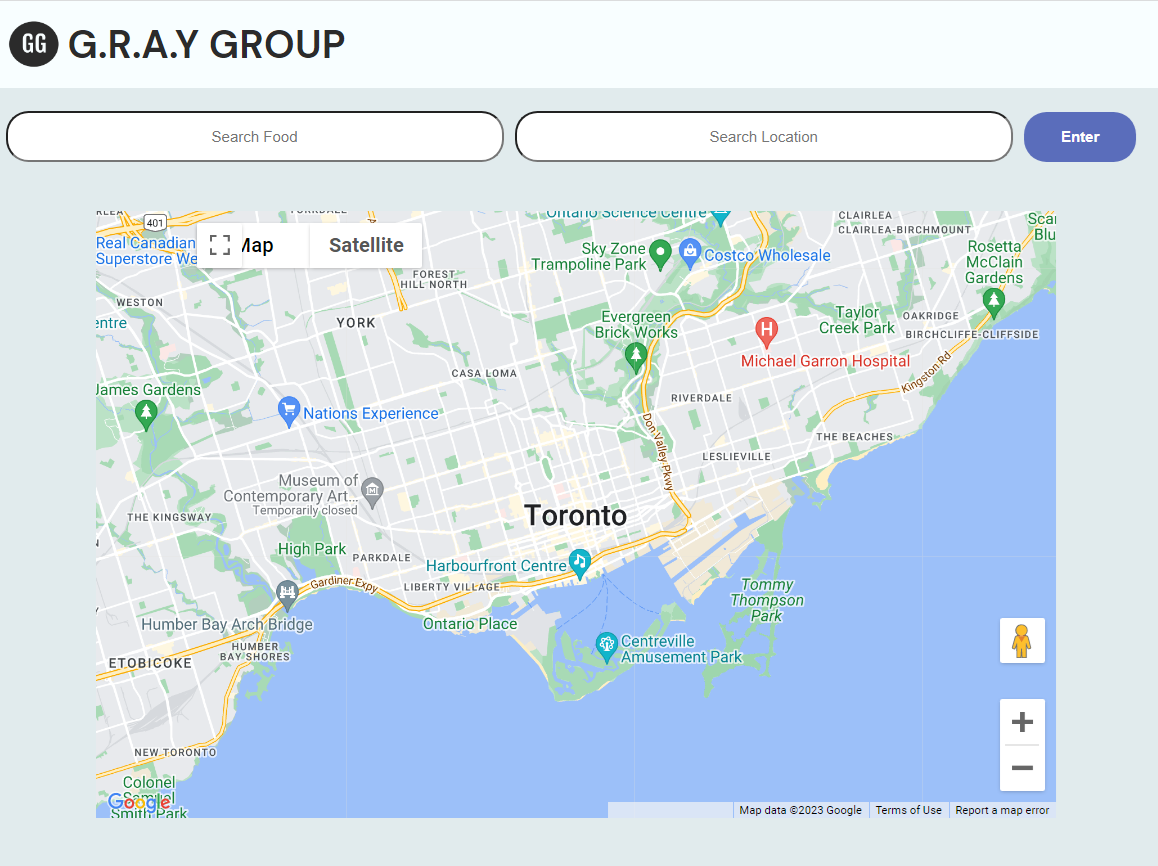 GG G.R.A.Y GROUP
Search Food
Search Location
Enter
401
Real Canadian
Superstore We
Map
Satellite
Ontario Science Centre
Sky Zone
Trampoline Park
Costco Wholesale
CLAIRLEA
CLAIRLEA-BIRCHMOUNT
Rosetta
McClain
Gardens
FOREST
HILL NORTH
WESTON
entre
YORK
Evergreen
Brick Works
Taylor
Creek Park
OAKRIDGE
BIRCHCLIFFE-CLIFFSIDE
Michael Garron Hospital
Kingston Rd
CASA LOMA
James Gardens
Nations Experience
RIVERDALE
Don Valley Pkwy
THE BEACHES
LESLIEVILLE
Museum of
Contemporary Art...
Temporarily closed
THE KINGSWAY
Toronto
High Park
PARKDALE
Harbourfront Centre
Gardiner Expy
LIBERTY VILLAGE
Tommy
Thompson
Park
Humber Bay Arch Bridge
Ontario Place
Centreville
Amusement Park
HUMBER
BAY SHORES
ETOBICOKE
NEW TORONTO
Colonel
Samuel
Smith Park
Google
Map data ©2023 Google
Terms of Use
Report a map error